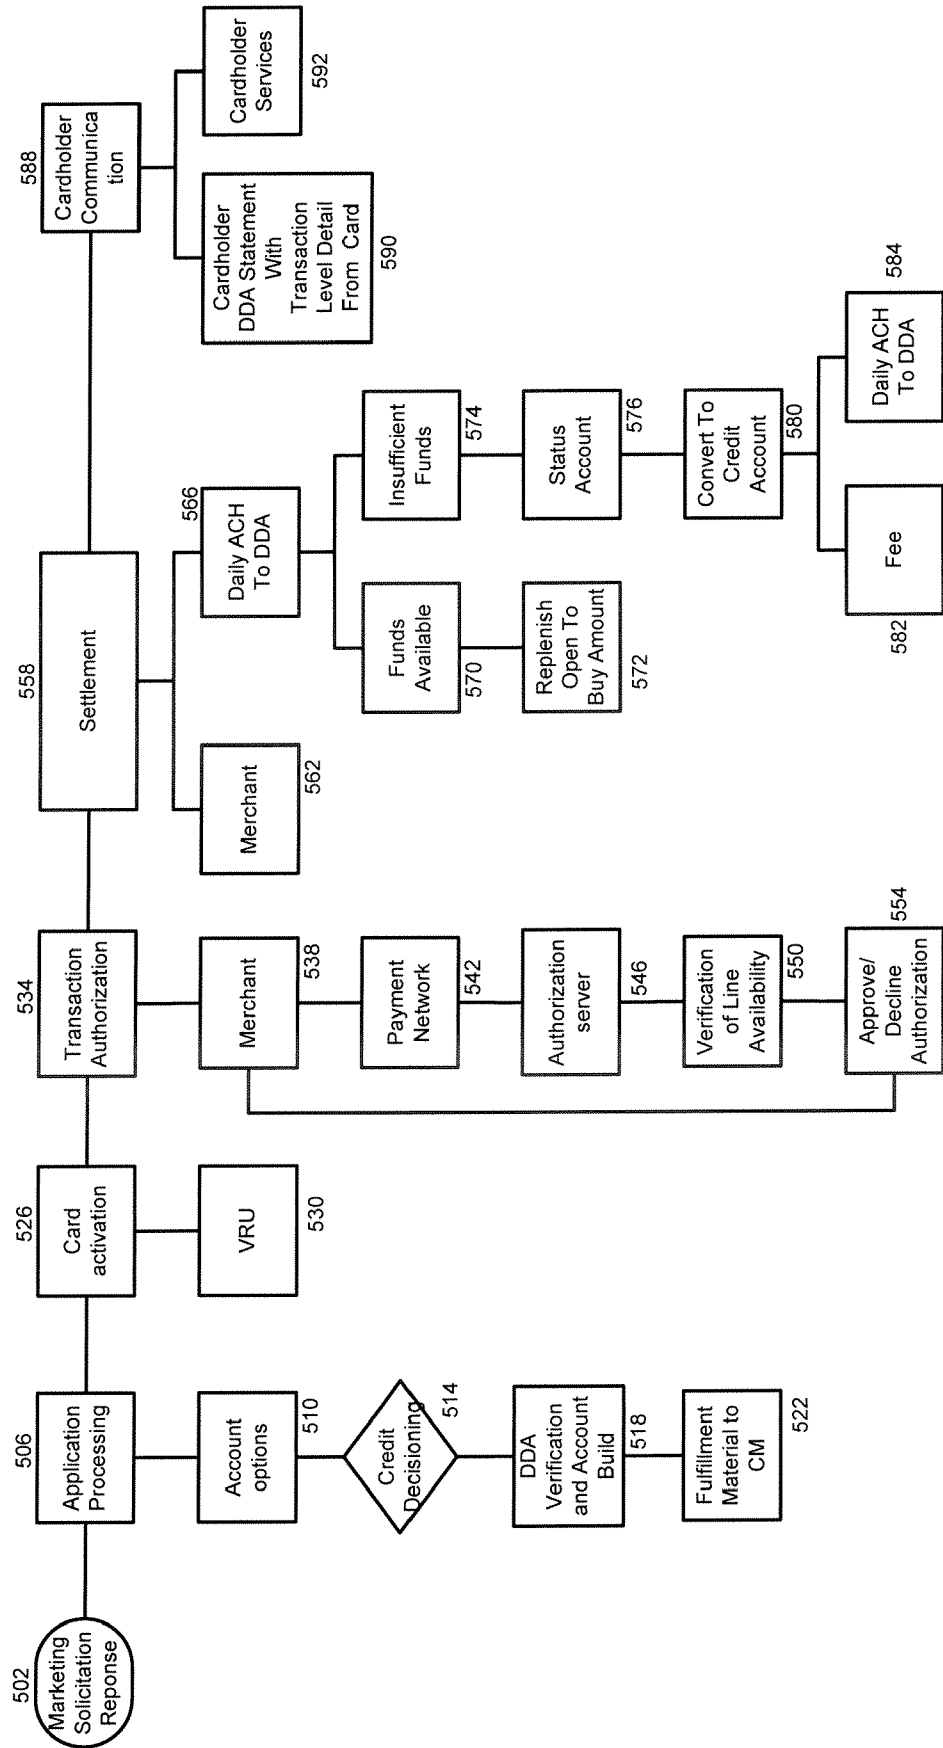 502
Marketing
Solicitation
Reponse
506
Application
Processing
Account
options
510
Credit
Decisioning
514
DDA
Verification
and Account
Build
518
Fulfillment
Material to
CM
522
526
Card
activation
VRU
530
534
Transaction
Authorization
Merchant
538
Payment
Network
542
Authorization
server
546
Verification
of Line
Availability
550
Approve/
Decline
Authorization
554
558
Settlement
Merchant
562
566
Daily ACH
To DDA
Funds
Available
570
Replenish
Open To
Buy Amount
572
Insufficient
Funds
574
Status
Account
576
Convert To
Credit
Account
580
Fee
582
Daily ACH
To DDA
584
588
Cardholder
Communica
tion
Cardholder
DDA Statement
With
Transaction
Level Detail
From Card
590
Cardholder
Services
592